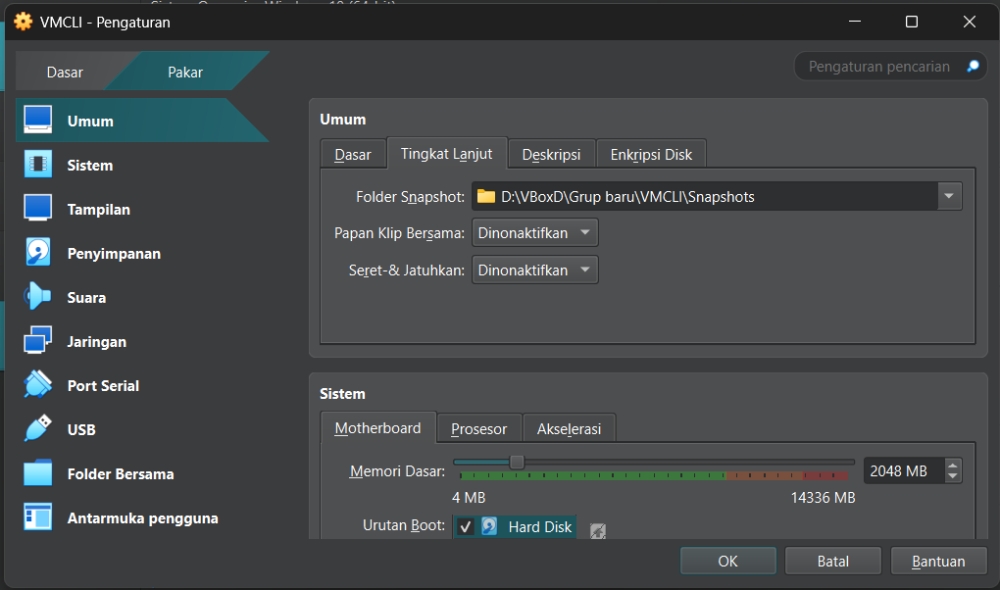 VMCLI - Pengaturan
Dasar
Pakar
Pengaturan pencarian
Umum
Sistem
Tampilan
Penyimpanan
Suara
Jaringan
Port Serial
USB
Folder Bersama
Antarmuka pengguna
Umum
Dasar
Tingkat Lanjut
Deskripsi
Enkripsi Disk
Folder Snapshot: D:\VBoxD\Grup baru\VMCLI\Snapshots
Papan Klip Bersama: Dinonaktifkan
Seret-& Jatuhkan: Dinonaktifkan
Sistem
Motherboard
Prosesor
Akselerasi
Memori Dasar: 2048 MB
4 MB 14336 MB
Urutan Boot: Hard Disk
OK
Batal
Bantuan